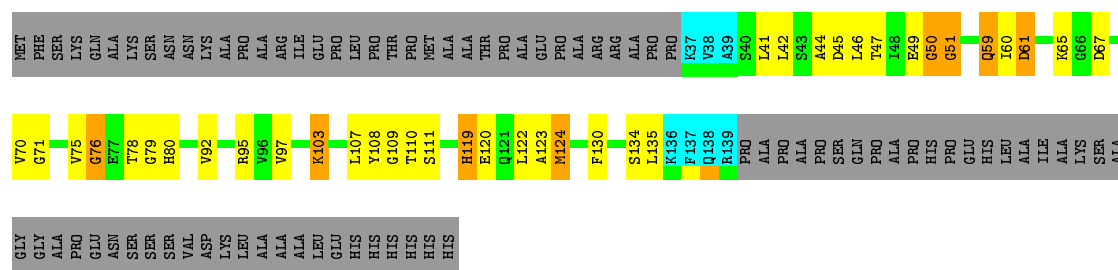 MET PHE SER LYS GLN ALA LYS SER ASN ASN LYS ALA PRO ALA ARG ILE GLU PRO LEU PRO THR PRO MET ALA ALA THR PRO ALA GLU PRO ALA ARG ARG ALA PRO PRO K37 V38 A39 S40 L41 L42 S43 A44 D45 L46 T47 I48 E49 G50 G51 Q59 I60 D61 K65 G66 D67
V70 G71 V75 G76 E77 T78 G79 H80 V92 R95 V96 V97 K103 L107 Y108 G109 T110 S111 H119 E120 Q121 L122 A123 M124 F130 S134 L135 K136 F137 Q138 R139 PRO ALA PRO ALA PRO SER GLN PRO ALA PRO HIS PRO GLU HIS LEU ALA ILE ALA LYS SER ALA
GLY GLY ALA PRO GLU ASN SER SER SER VAL ASP LYS LEU ALA ALA ALA LEU GLU HIS HIS HIS HIS HIS HIS